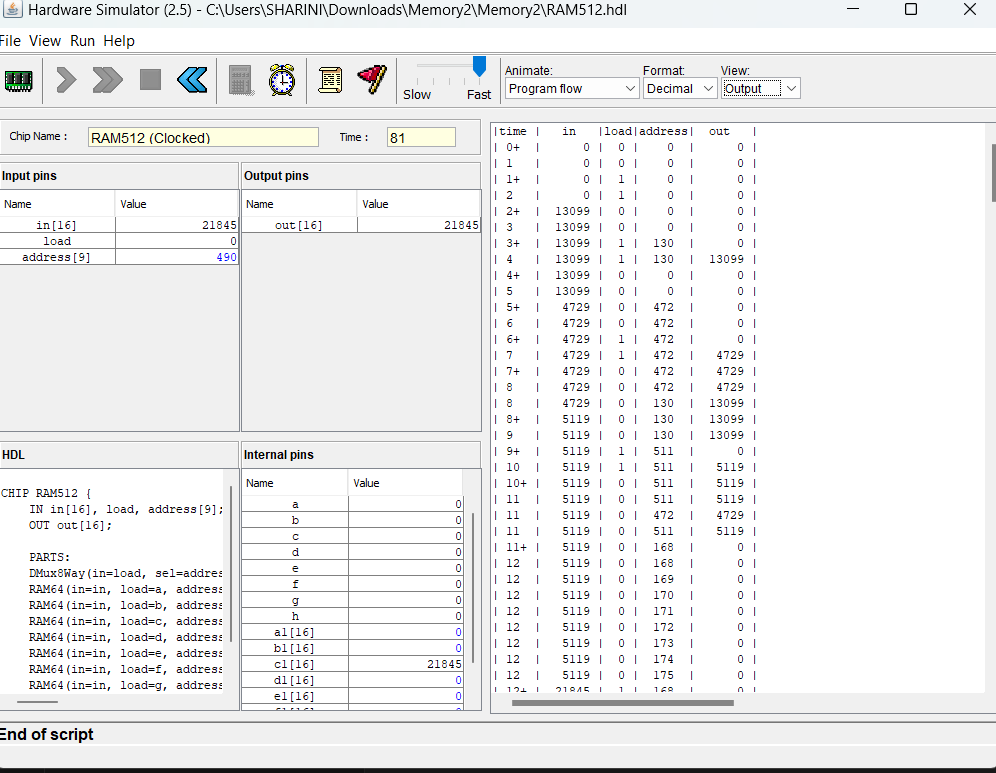 Hardware Simulator (2.5) - C:\Users\SHARINI\Downloads\Memory2\Memory2\RAM512.hdl
File View Run Help
Slow Fast
Animate: Format: View:
Program flow Decimal Output
Chip Name : RAM512 (Clocked) Time : 81
Input pins
Name Value
in[16] 21845
load 0
address[9] 490
Output pins
Name Value
out[16] 21845
HDL
CHIP RAM512 {
IN in[16], load, address[9];
OUT out[16];
PARTS:
DMux8Way(in=load, sel=addres
RAM64(in=in, load=a, address
RAM64(in=in, load=b, address
RAM64(in=in, load=c, address
RAM64(in=in, load=d, address
RAM64(in=in, load=e, address
RAM64(in=in, load=f, address
RAM64(in=in, load=g, address
Internal pins
Name Value
a 0
b 0
c 0
d 0
e 0
f 0
g 0
h 0
a1[16] 0
b1[16] 0
c1[16] 21845
d1[16] 0
e1[16] 0
|time | in |load|address| out |
| 0+ | 0 | 0 | 0 | 0 |
| 1 | 0 | 0 | 0 | 0 |
| 1+ | 0 | 1 | 0 | 0 |
| 2 | 0 | 1 | 0 | 0 |
| 2+ | 13099 | 0 | 0 | 0 |
| 3 | 13099 | 0 | 0 | 0 |
| 3+ | 13099 | 1 | 130 | 0 |
| 4 | 13099 | 1 | 130 | 13099 |
| 4+ | 13099 | 0 | 0 | 0 |
| 5 | 13099 | 0 | 0 | 0 |
| 5+ | 4729 | 0 | 472 | 0 |
| 6 | 4729 | 0 | 472 | 0 |
| 6+ | 4729 | 1 | 472 | 0 |
| 7 | 4729 | 1 | 472 | 4729 |
| 7+ | 4729 | 0 | 472 | 4729 |
| 8 | 4729 | 0 | 472 | 4729 |
| 8 | 4729 | 0 | 130 | 13099 |
| 8+ | 5119 | 0 | 130 | 13099 |
| 9 | 5119 | 0 | 130 | 13099 |
| 9+ | 5119 | 1 | 511 | 0 |
| 10 | 5119 | 1 | 511 | 5119 |
| 10+ | 5119 | 0 | 511 | 5119 |
| 11 | 5119 | 0 | 511 | 5119 |
| 11 | 5119 | 0 | 472 | 4729 |
| 11 | 5119 | 0 | 511 | 5119 |
| 11+ | 5119 | 0 | 168 | 0 |
| 12 | 5119 | 0 | 168 | 0 |
| 12 | 5119 | 0 | 169 | 0 |
| 12 | 5119 | 0 | 170 | 0 |
| 12 | 5119 | 0 | 171 | 0 |
| 12 | 5119 | 0 | 172 | 0 |
| 12 | 5119 | 0 | 173 | 0 |
| 12 | 5119 | 0 | 174 | 0 |
| 12 | 5119 | 0 | 175 | 0 |
| 12+ | 21845 | 1 | 168 | 0 |
End of script